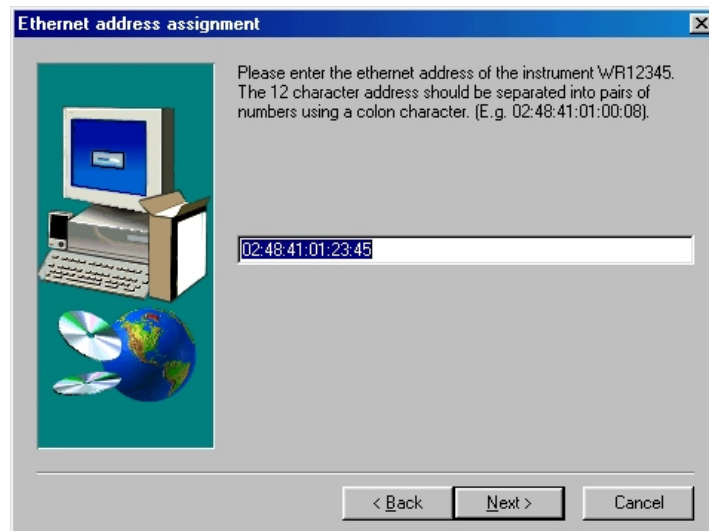 Ethernet address assignment
Please enter the ethernet address of the instrument WR12345.
The 12 character address should be separated into pairs of
numbers using a colon character. (E.g. 02:48:41:01:00:08).
02:48:41:01:23:45
< Back Next > Cancel